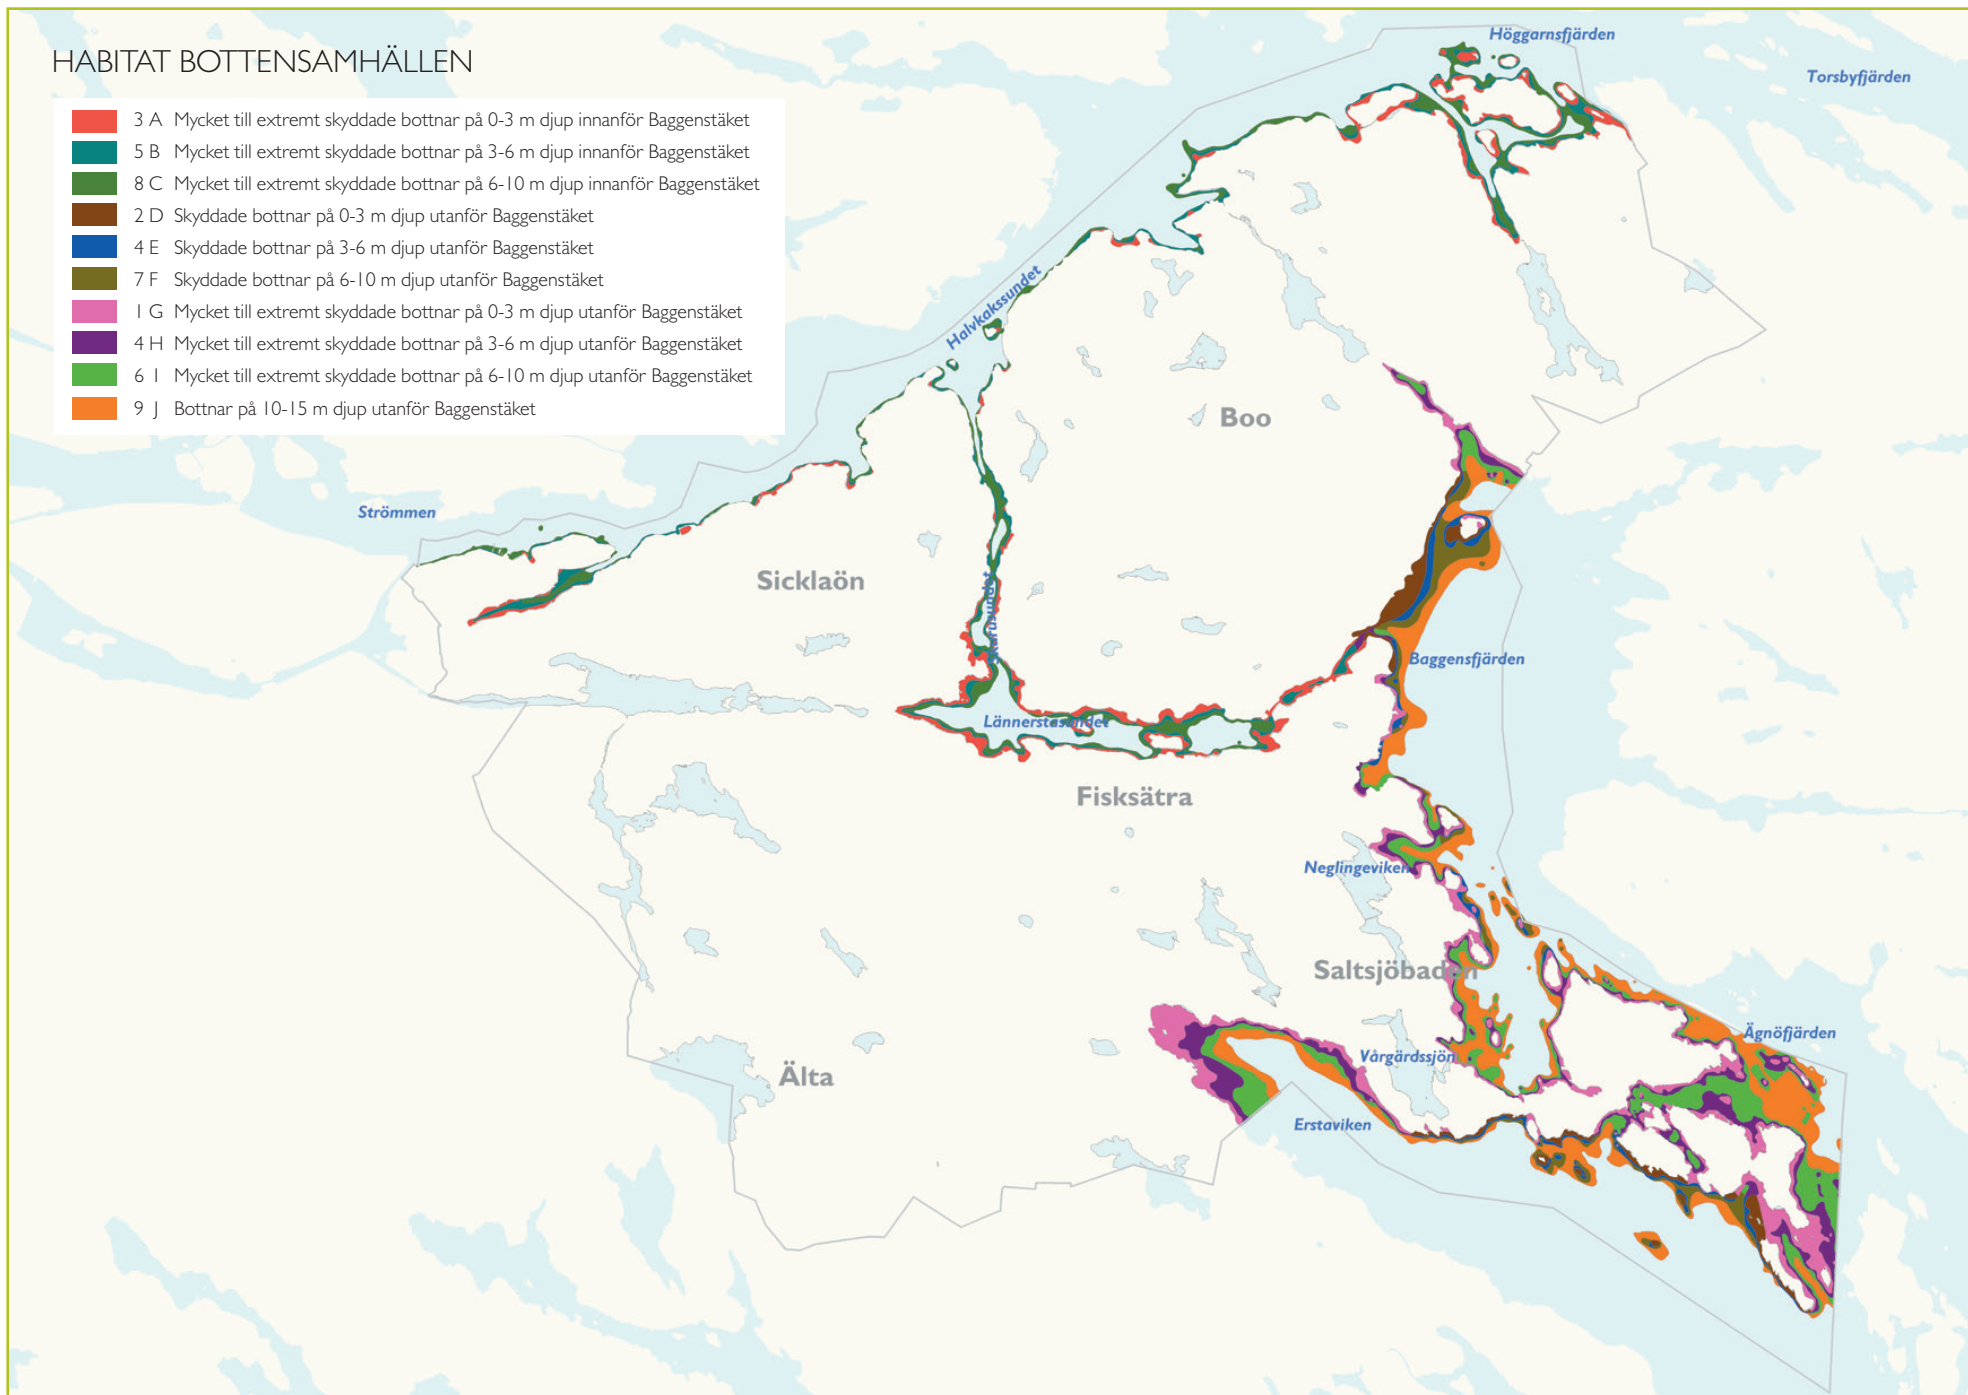 HABITAT BOTTENSAMHÄLLEN
3 A Mycket till extremt skyddade bottnar på 0-3 m djup innanför Baggenstäket
5 B Mycket till extremt skyddade bottnar på 3-6 m djup innanför Baggenstäket
8 C Mycket till extremt skyddade bottnar på 6-10 m djup innanför Baggenstäket
2 D Skyddade bottnar på 0-3 m djup utanför Baggenstäket
4 E Skyddade bottnar på 3-6 m djup utanför Baggenstäket
7 F Skyddade bottnar på 6-10 m djup utanför Baggenstäket
1 G Mycket till extremt skyddade bottnar på 0-3 m djup utanför Baggenstäket
4 H Mycket till extremt skyddade bottnar på 3-6 m djup utanför Baggenstäket
6 I Mycket till extremt skyddade bottnar på 6-10 m djup utanför Baggenstäket
9 J Bottnar på 10-15 m djup utanför Baggenstäket
Höggarnsfjärden
Torsbyfjärden
Halvkakssundet
Boo
Strömmen
Sicklaön
Skurusundet
Baggensfjärden
Lännerstasundet
Fisksätra
Neglingeviken
Saltsjöbaden
Ägnöfjärden
Vårgärdssjön
Älta
Erstaviken